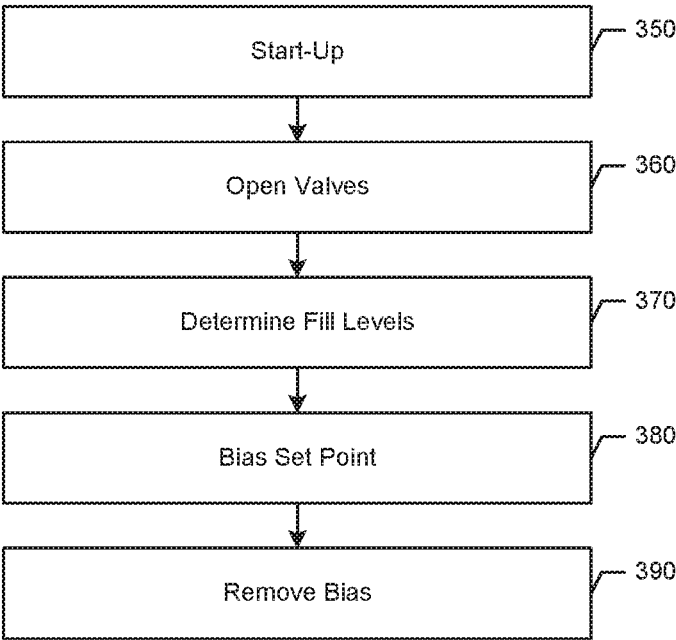 Start-Up
350
Open Valves
360
Determine Fill Levels
370
Bias Set Point
380
Remove Bias
390